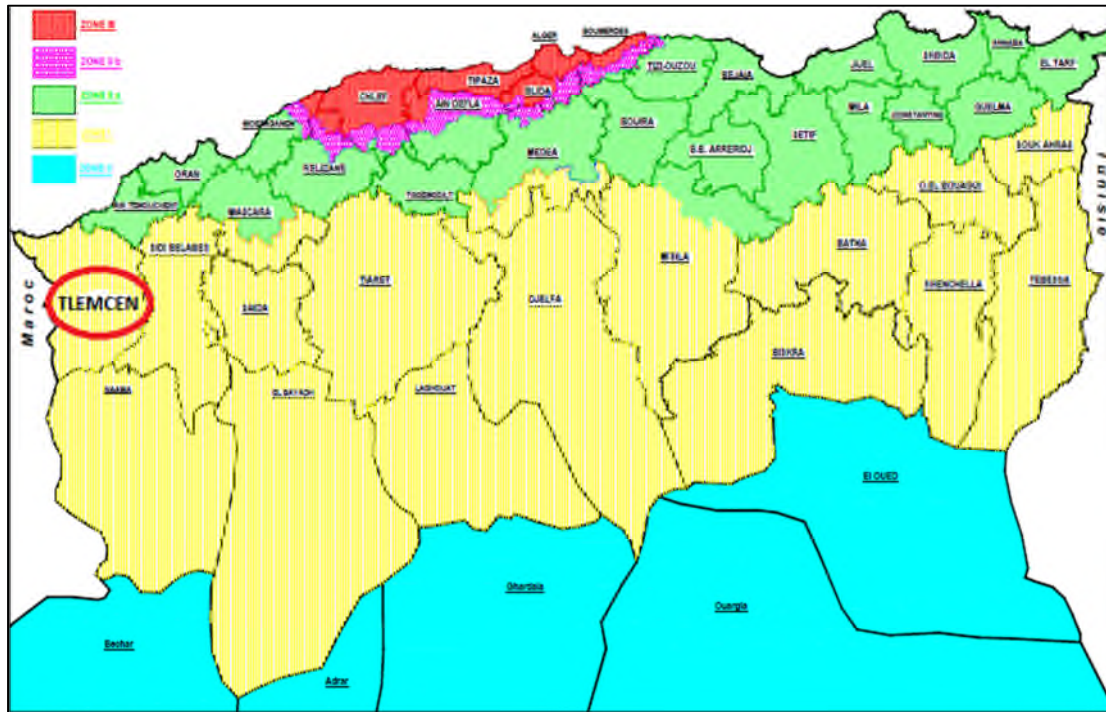 ZONE III
ZONE II b
ZONE II a
ZONE I
ZONE 0
ALGER
BOUMERDES
TIPAZA
CHLEF
BLIDA
AIN DEFLA
TIZI-OUZOU
BEJAIA
JIJEL
SKIKDA
ANNABA
EL TARF
MOSTAGANEM
BOUIRA
MILA
CONSTANTINE
GUELMA
SETIF
B.B. ARRERIDJ
MEDEA
RELIZANE
ORAN
TISSEMSILT
AIN TEMOUCHENT
MASCARA
SOUK AHRAS
O.EL BOUAGUI
Tunisie
SIDI BELABES
BATNA
MSILA
TIARET
KHENCHELLA
TEBESSA
Maroc
TLEMCEN
SAIDA
DJELFA
BISKRA
NAAMA
EL BAYADH
LAGHOUAT
El OUED
Ghardaia
Ouargla
Bechar
Adrar